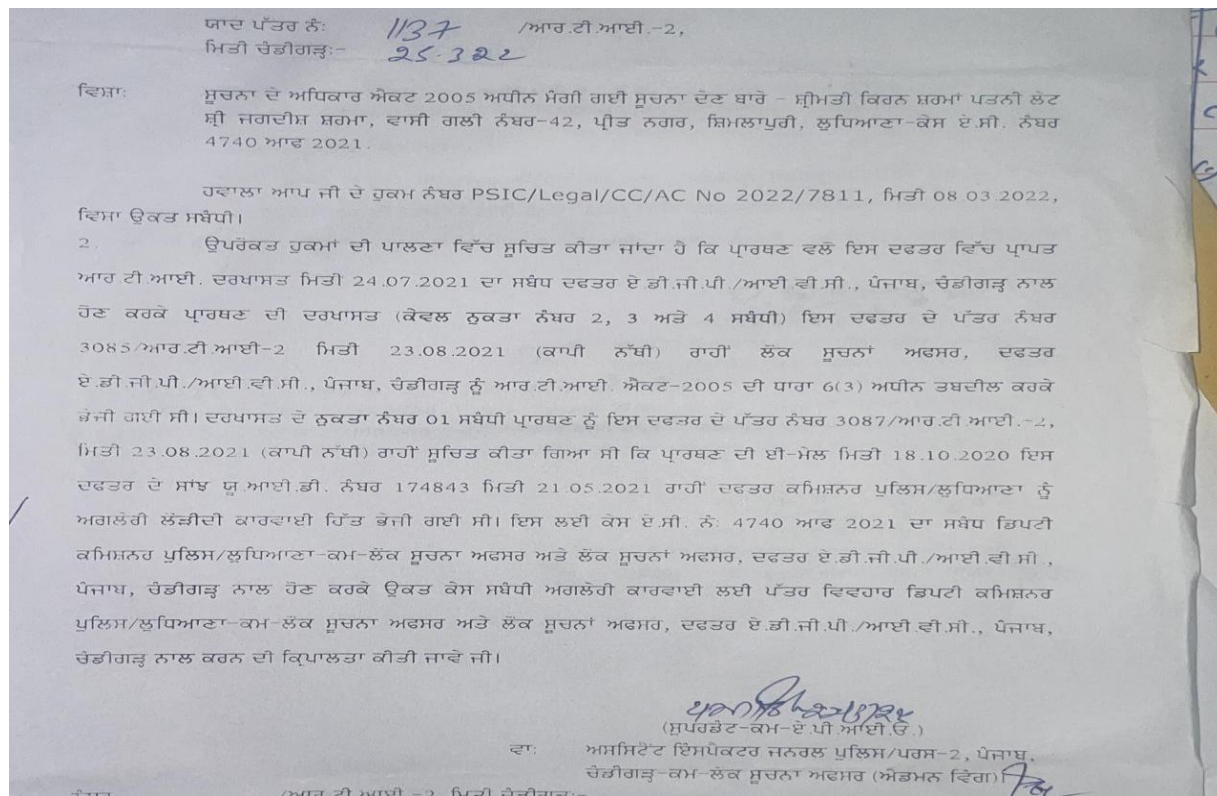 ਯਾਦ ਪੱਤਰ ਨੰ: 1137 /ਆਰ.ਟੀ.ਆਈ.-2,
ਮਿਤੀ ਚੰਡੀਗੜ੍ਹ:- 25.3.22
ਵਿਸ਼ਾ: ਸੂਚਨਾ ਦੇ ਅਧਿਕਾਰ ਐਕਟ 2005 ਅਧੀਨ ਮੰਗੀ ਗਈ ਸੂਚਨਾ ਦੇਣ ਬਾਰੇ - ਸ਼੍ਰੀਮਤੀ ਕਿਰਨ ਸ਼ਰਮਾਂ ਪਤਨੀ ਲੇਟ
ਸ਼੍ਰੀ ਜਗਦੀਸ਼ ਸ਼ਰਮਾ, ਵਾਸੀ ਗਲੀ ਨੰਬਰ-42, ਪ੍ਰੀਤ ਨਗਰ, ਸ਼ਿਮਲਾਪੁਰੀ, ਲੁਧਿਆਣਾ-ਕੇਸ ਏ.ਸੀ. ਨੰਬਰ
4740 ਆਫ 2021.
ਹਵਾਲਾ ਆਪ ਜੀ ਦੇ ਹੁਕਮ ਨੰਬਰ PSIC/Legal/CC/AC No 2022/7811, ਮਿਤੀ 08.03.2022,
ਵਿਸਾ ਉਕਤ ਸਬੰਧੀ।
2. ਉਪਰੋਕਤ ਹੁਕਮਾਂ ਦੀ ਪਾਲਣਾ ਵਿੱਚ ਸੂਚਿਤ ਕੀਤਾ ਜਾਂਦਾ ਹੈ ਕਿ ਪ੍ਰਾਰਥਣ ਵਲੋਂ ਇਸ ਦਫਤਰ ਵਿੱਚ ਪ੍ਰਾਪਤ
ਆਰ.ਟੀ.ਆਈ. ਦਰਖਾਸਤ ਮਿਤੀ 24.07.2021 ਦਾ ਸਬੰਧ ਦਫਤਰ ਏ.ਡੀ.ਜੀ.ਪੀ./ਆਈ.ਵੀ.ਸੀ., ਪੰਜਾਬ, ਚੰਡੀਗੜ੍ਹ ਨਾਲ
ਹੋਣ ਕਰਕੇ ਪ੍ਰਾਰਥਣ ਦੀ ਦਰਖਾਸਤ (ਕੇਵਲ ਨੁਕਤਾ ਨੰਬਰ 2, 3 ਅਤੇ 4 ਸਬੰਧੀ) ਇਸ ਦਫਤਰ ਦੇ ਪੱਤਰ ਨੰਬਰ
3085/ਆਰ.ਟੀ.ਆਈ-2 ਮਿਤੀ 23.08.2021 (ਕਾਪੀ ਨੱਥੀ) ਰਾਹੀਂ ਲੋਕ ਸੂਚਨਾਂ ਅਫਸਰ, ਦਫਤਰ
ਏ.ਡੀ.ਜੀ.ਪੀ./ਆਈ.ਵੀ.ਸੀ., ਪੰਜਾਬ, ਚੰਡੀਗੜ੍ਹ ਨੂੰ ਆਰ.ਟੀ.ਆਈ. ਐਕਟ-2005 ਦੀ ਧਾਰਾ 6(3) ਅਧੀਨ ਤਬਦੀਲ ਕਰਕੇ
ਭੇਜੀ ਗਈ ਸੀ। ਦਰਖਾਸਤ ਦੇ ਨੁਕਤਾ ਨੰਬਰ 01 ਸਬੰਧੀ ਪ੍ਰਾਰਥਣ ਨੂੰ ਇਸ ਦਫਤਰ ਦੇ ਪੱਤਰ ਨੰਬਰ 3087/ਆਰ.ਟੀ.ਆਈ.-2,
ਮਿਤੀ 23.08.2021 (ਕਾਪੀ ਨੱਥੀ) ਰਾਹੀਂ ਸੂਚਿਤ ਕੀਤਾ ਗਿਆ ਸੀ ਕਿ ਪ੍ਰਾਰਥਣ ਦੀ ਈ-ਮੇਲ ਮਿਤੀ 18.10.2020 ਇਸ
ਦਫਤਰ ਦੇ ਸਾਂਝ ਯੂ.ਆਈ.ਡੀ. ਨੰਬਰ 174843 ਮਿਤੀ 21.05.2021 ਰਾਹੀਂ ਦਫਤਰ ਕਮਿਸ਼ਨਰ ਪੁਲਿਸ/ਲੁਧਿਆਣਾ ਨੂੰ
ਅਗਲੇਰੀ ਲੋੜੀਦੀ ਕਾਰਵਾਈ ਹਿੱਤ ਭੇਜੀ ਗਈ ਸੀ। ਇਸ ਲਈ ਕੇਸ ਏ.ਸੀ. ਨੰ: 4740 ਆਫ 2021 ਦਾ ਸਬੰਧ ਡਿਪਟੀ
ਕਮਿਸ਼ਨਰ ਪੁਲਿਸ/ਲੁਧਿਆਣਾ-ਕਮ-ਲੋਕ ਸੂਚਨਾ ਅਫਸਰ ਅਤੇ ਲੋਕ ਸੂਚਨਾਂ ਅਫਸਰ, ਦਫਤਰ ਏ.ਡੀ.ਜੀ.ਪੀ./ਆਈ.ਵੀ.ਸੀ.,
ਪੰਜਾਬ, ਚੰਡੀਗੜ੍ਹ ਨਾਲ ਹੋਣ ਕਰਕੇ ਉਕਤ ਕੇਸ ਸਬੰਧੀ ਅਗਲੇਰੀ ਕਾਰਵਾਈ ਲਈ ਪੱਤਰ ਵਿਵਹਾਰ ਡਿਪਟੀ ਕਮਿਸ਼ਨਰ
ਪੁਲਿਸ/ਲੁਧਿਆਣਾ-ਕਮ-ਲੋਕ ਸੂਚਨਾ ਅਫਸਰ ਅਤੇ ਲੋਕ ਸੂਚਨਾਂ ਅਫਸਰ, ਦਫਤਰ ਏ.ਡੀ.ਜੀ.ਪੀ./ਆਈ.ਵੀ.ਸੀ., ਪੰਜਾਬ,
ਚੰਡੀਗੜ੍ਹ ਨਾਲ ਕਰਨ ਦੀ ਕ੍ਰਿਪਾਲਤਾ ਕੀਤੀ ਜਾਵੇ ਜੀ।
(ਸੁਪਰਡੰਟ-ਕਮ-ਏ.ਪੀ.ਆਈ.ਓ.)
ਵਾ: ਅਸਸਿਟੈਂਟ ਇੰਸਪੈਕਟਰ ਜਨਰਲ ਪੁਲਿਸ/ਪਰਸ-2, ਪੰਜਾਬ,
ਚੰਡੀਗੜ੍ਹ-ਕਮ-ਲੋਕ ਸੂਚਨਾ ਅਫਸਰ (ਐਡਮਨ ਵਿੰਗ)
/ਆਰ.ਟੀ.ਆਈ.-2, ਮਿਤੀ ਚੰਡੀਗੜ੍ਹ:-